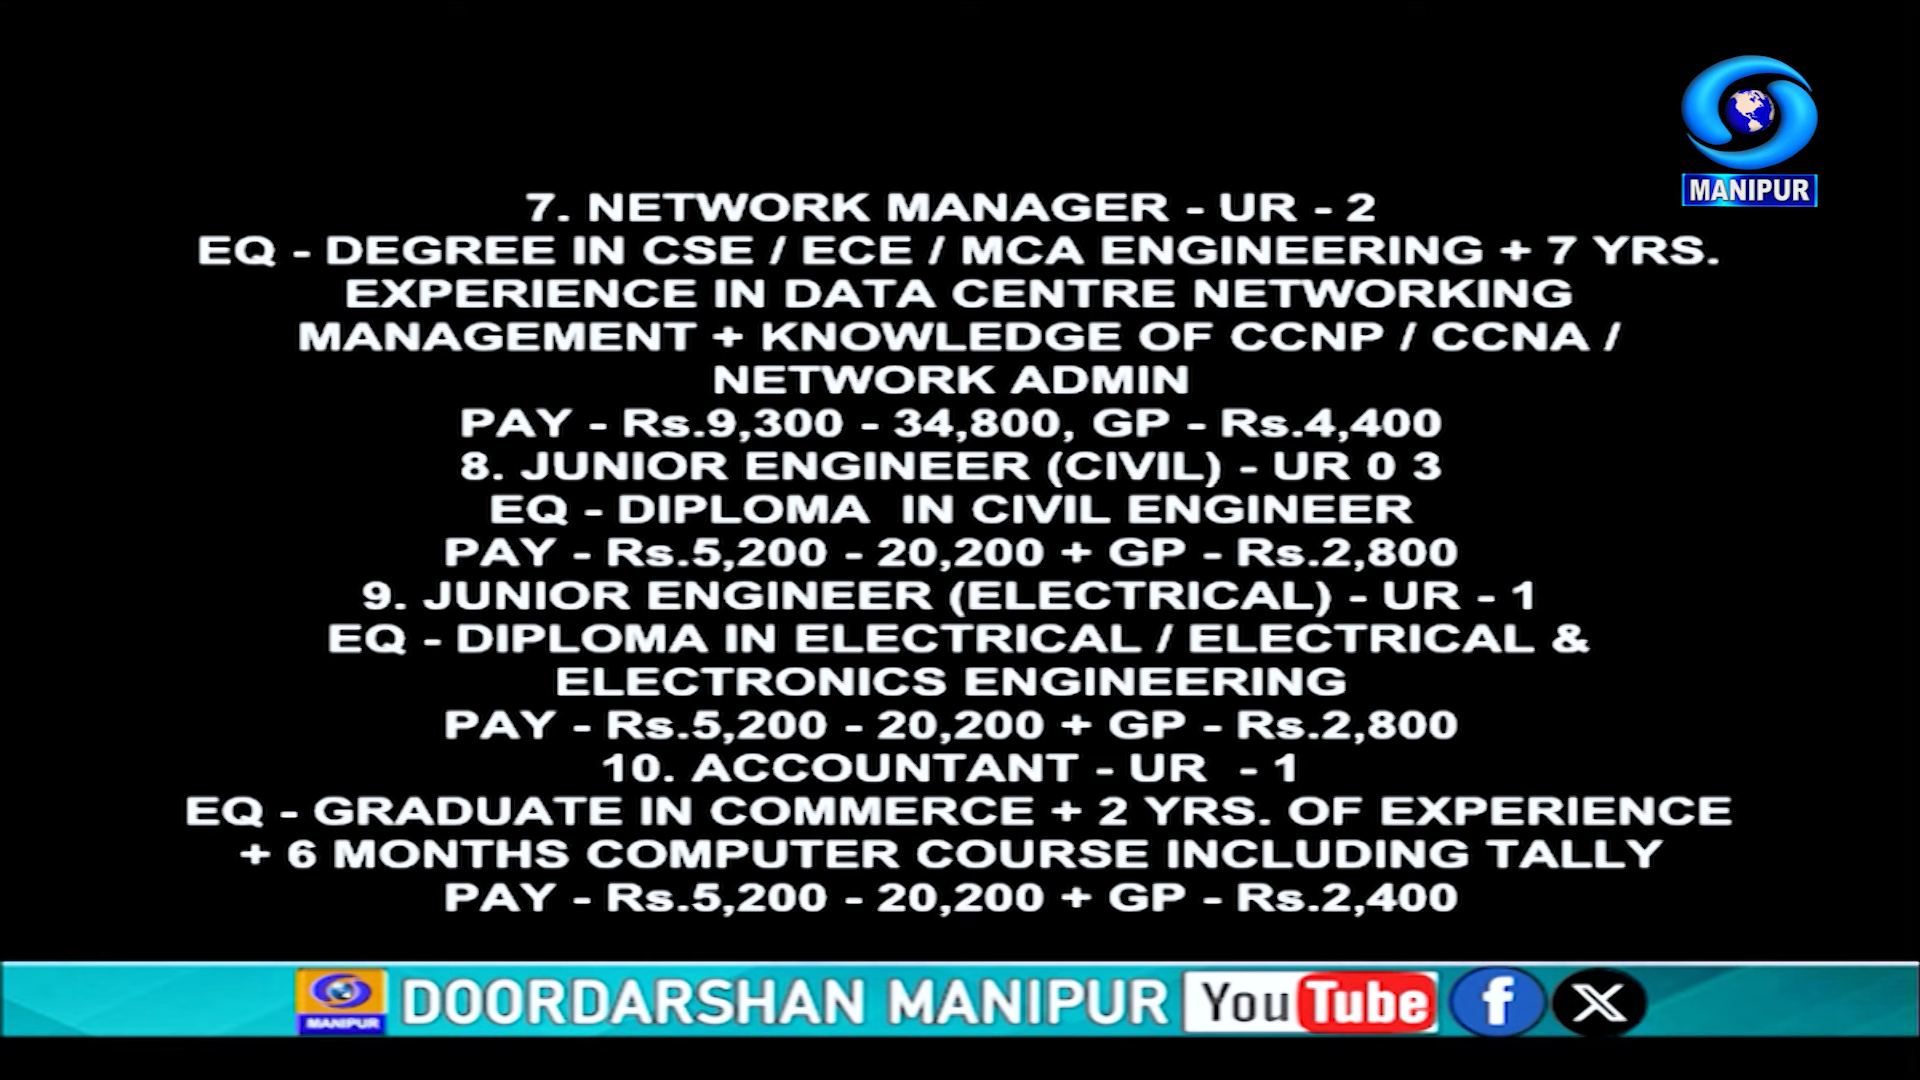 MANIPUR
7. NETWORK MANAGER - UR - 2
EQ - DEGREE IN CSE / ECE / MCA ENGINEERING + 7 YRS.
EXPERIENCE IN DATA CENTRE NETWORKING
MANAGEMENT + KNOWLEDGE OF CCNP / CCNA /
NETWORK ADMIN
PAY - Rs.9,300 - 34,800, GP - Rs.4,400
8. JUNIOR ENGINEER (CIVIL) - UR 0 3
EQ - DIPLOMA  IN CIVIL ENGINEER
PAY - Rs.5,200 - 20,200 + GP - Rs.2,800
9. JUNIOR ENGINEER (ELECTRICAL) - UR - 1
EQ - DIPLOMA IN ELECTRICAL / ELECTRICAL &
ELECTRONICS ENGINEERING
PAY - Rs.5,200 - 20,200 + GP - Rs.2,800
10. ACCOUNTANT - UR  - 1
EQ - GRADUATE IN COMMERCE + 2 YRS. OF EXPERIENCE
+ 6 MONTHS COMPUTER COURSE INCLUDING TALLY
PAY - Rs.5,200 - 20,200 + GP - Rs.2,400
MANIPUR DOORDARSHAN MANIPUR YouTube f X